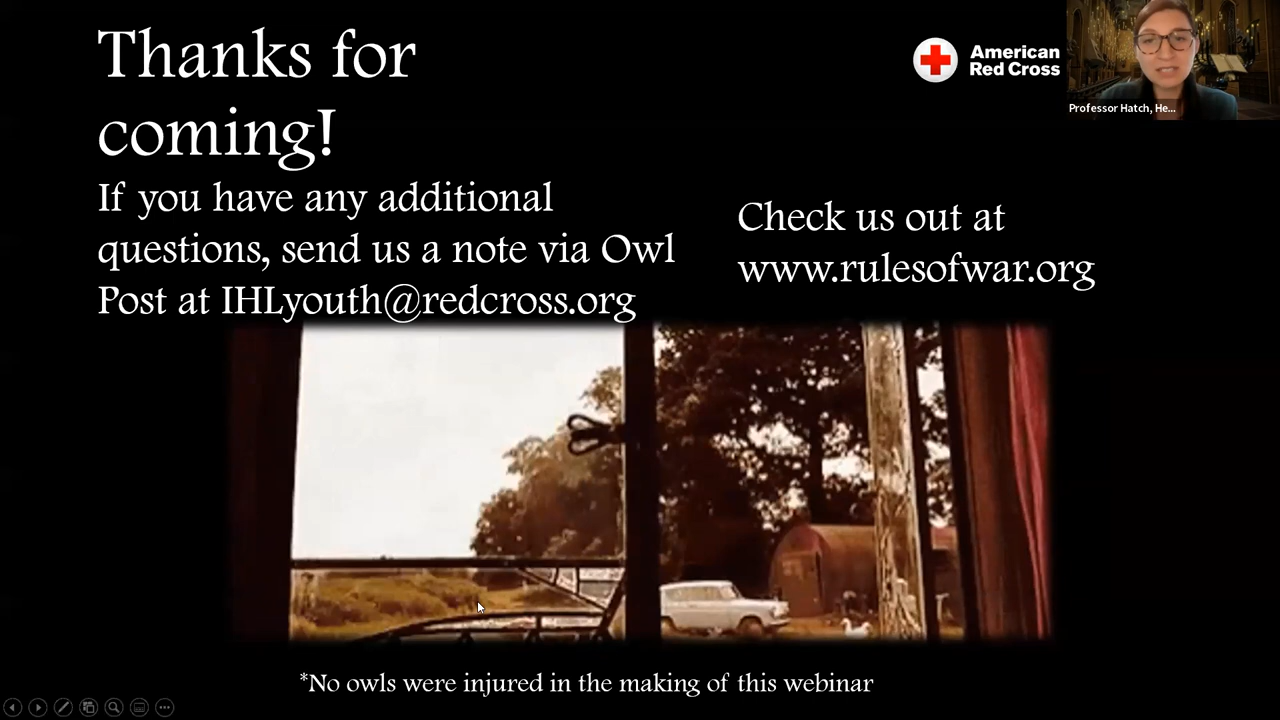 Thanks for
coming!
If you have any additional
questions, send us a note via Owl
Post at IHLyouth@redcross.org
Check us out at
www.rulesofwar.org
American
Red Cross
Professor Hatch, He...
*No owls were injured in the making of this webinar